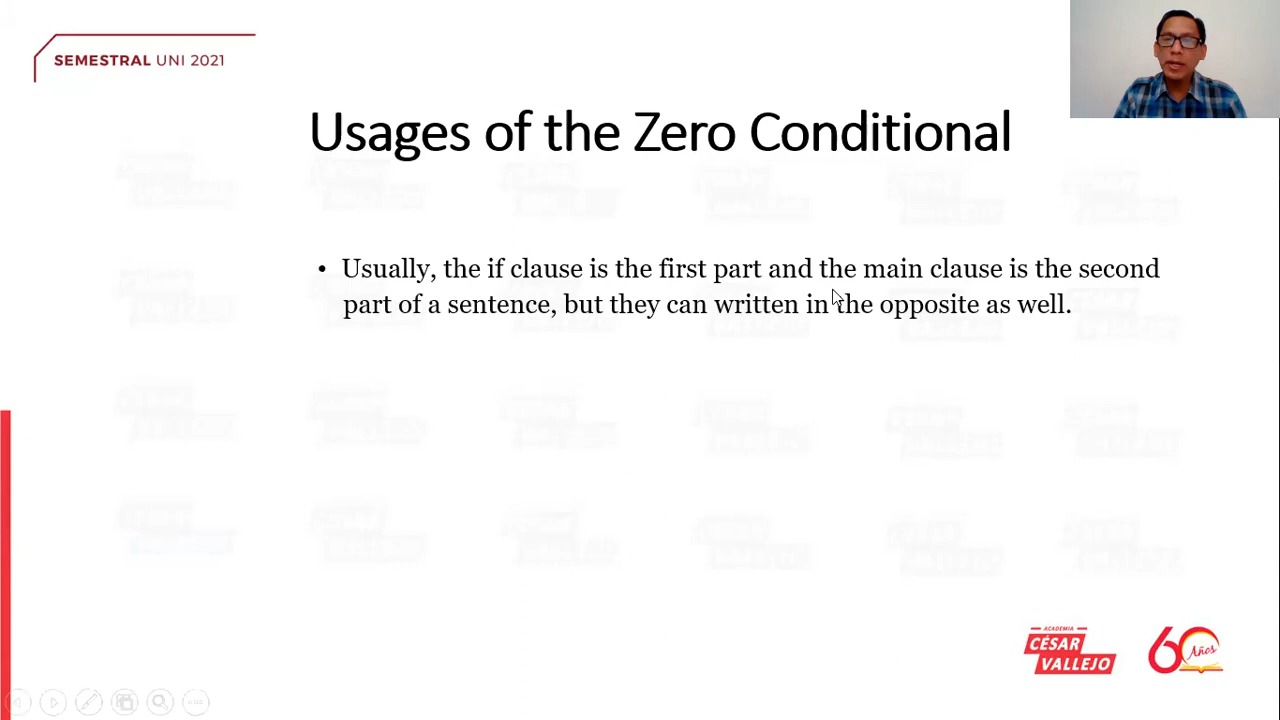 SEMESTRAL UNI 2021
Usages of the Zero Conditional
• Usually, the if clause is the first part and the main clause is the second
part of a sentence, but they can written in the opposite as well.
ACADEMIA
CÉSAR
VALLEJO
60
Años